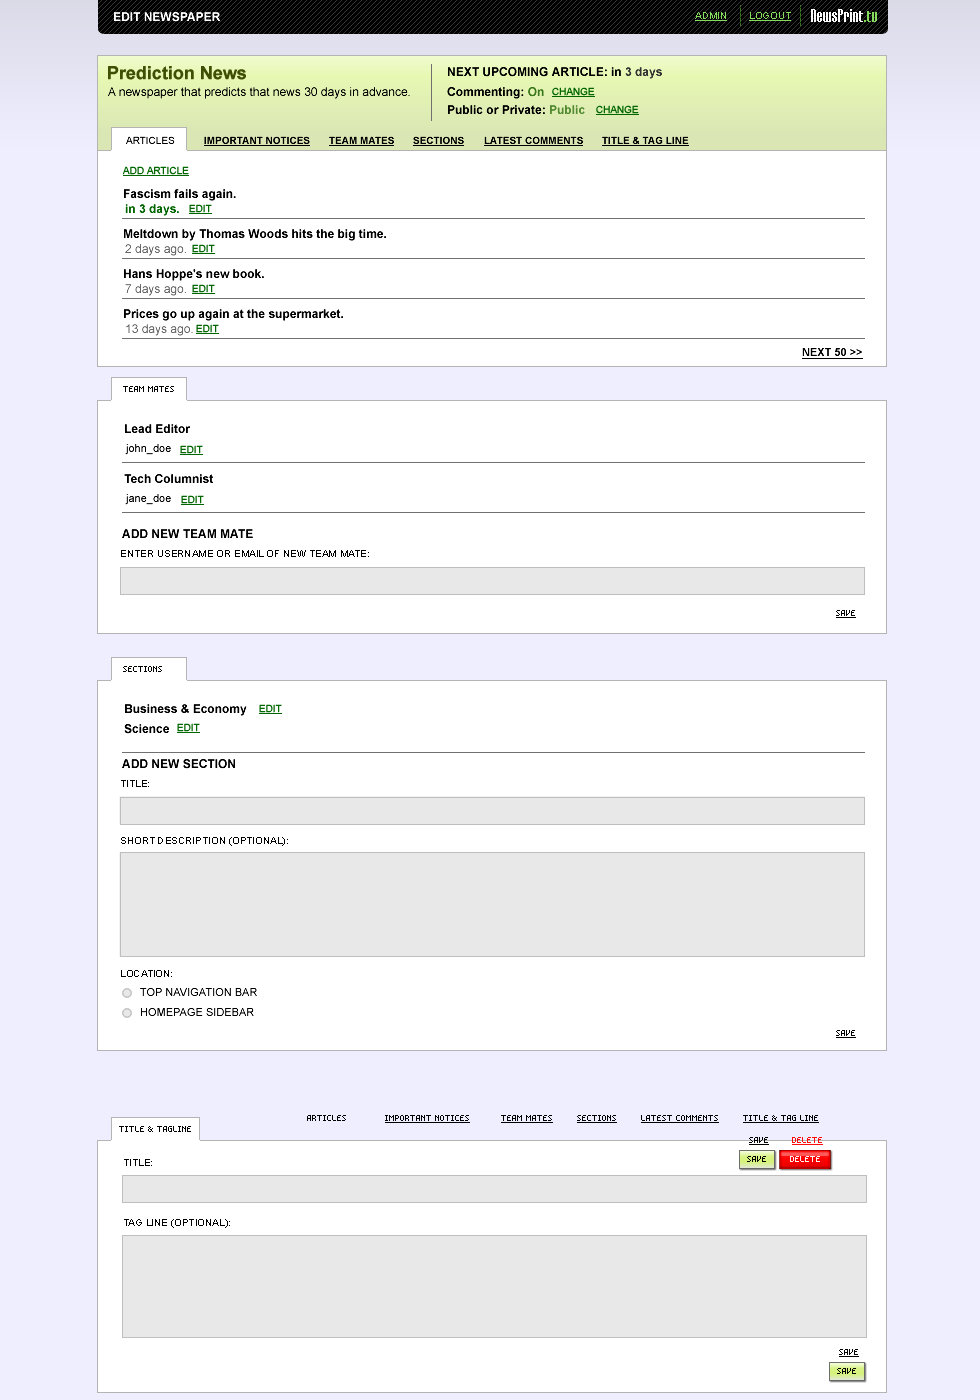 EDIT NEWSPAPER
ADMIN LOGOUT NewsPrint.tv
Prediction News
A newspaper that predicts that news 30 days in advance.
NEXT UPCOMING ARTICLE: in 3 days
Commenting: On CHANGE
Public or Private: Public CHANGE
ARTICLES IMPORTANT NOTICES TEAM MATES SECTIONS LATEST COMMENTS TITLE & TAG LINE
ADD ARTICLE
Fascism fails again.
in 3 days. EDIT
Meltdown by Thomas Woods hits the big time.
2 days ago. EDIT
Hans Hoppe's new book.
7 days ago. EDIT
Prices go up again at the supermarket.
13 days ago. EDIT
NEXT 50 >>
TEAM MATES
Lead Editor
john_doe EDIT
Tech Columnist
jane_doe EDIT
ADD NEW TEAM MATE
ENTER USERNAME OR EMAIL OF NEW TEAM MATE:
SAVE
SECTIONS
Business & Economy EDIT
Science EDIT
ADD NEW SECTION
TITLE:
SHORT DESCRIPTION (OPTIONAL):
LOCATION:
TOP NAVIGATION BAR
HOMEPAGE SIDEBAR
SAVE
ARTICLES IMPORTANT NOTICES TEAM MATES SECTIONS LATEST COMMENTS TITLE & TAG LINE
TITLE & TAGLINE
SAVE DELETE
SAVE DELETE
TITLE:
TAG LINE (OPTIONAL):
SAVE
SAVE